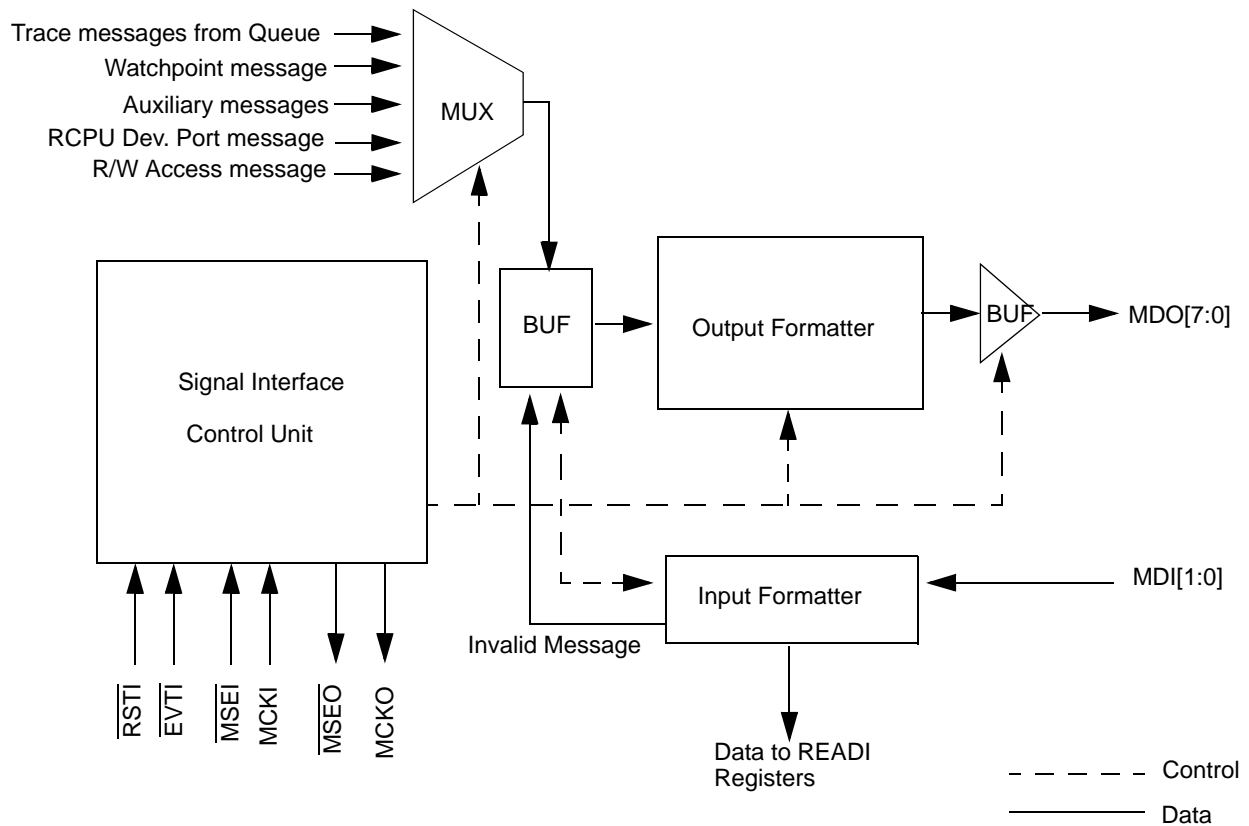 Trace messages from Queue
Watchpoint message
Auxiliary messages
RCPU Dev. Port message
R/W Access message
MUX
BUF
Output Formatter
BUF
MDO[7:0]
Signal Interface
Control Unit
Input Formatter
MDI[1:0]
Invalid Message
RSTI
EVTI
MSEI
MCKI
MSEO
MCKO
Data to READI
Registers
Control
Data